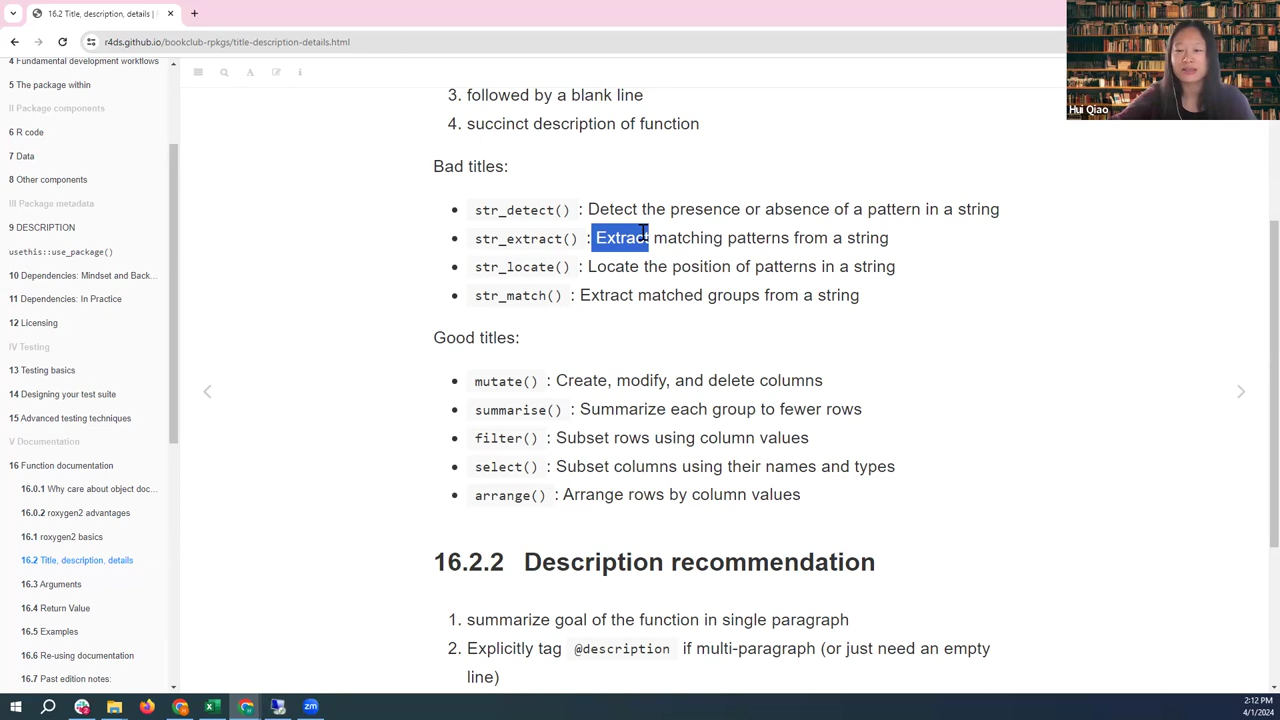 16.2 Title, description, details |
r4ds.github.io/bookclub-rpkgs/title-description-details.html
Hui Qiao
4 Fundamental development workflows
5 The package within
II Package components
6 R code
7 Data
8 Other components
III Package metadata
9 DESCRIPTION
usethis::use_package()
10 Dependencies: Mindset and Back...
11 Dependencies: In Practice
12 Licensing
IV Testing
13 Testing basics
14 Designing your test suite
15 Advanced testing techniques
V Documentation
16 Function documentation
16.0.1 Why care about object doc...
16.0.2 roxygen2 advantages
16.1 roxygen2 basics
16.2 Title, description, details
16.3 Arguments
16.4 Return Value
16.5 Examples
16.6 Re-using documentation
16.7 Past edition notes:
3. followed by a blank line
4. succinct description of function
Bad titles:
• str_detect() : Detect the presence or absence of a pattern in a string
• str_extract() : Extract matching patterns from a string
• str_locate() : Locate the position of patterns in a string
• str_match() : Extract matched groups from a string
Good titles:
• mutate() : Create, modify, and delete columns
• summarise() : Summarize each group to fewer rows
• filter() : Subset rows using column values
• select() : Subset columns using their names and types
• arrange() : Arrange rows by column values
16.2.2 Description recommendation
1. summarize goal of the function in single paragraph
2. Explicitly tag @description if multi-paragraph (or just need an empty
line)
2:12 PM
4/1/2024